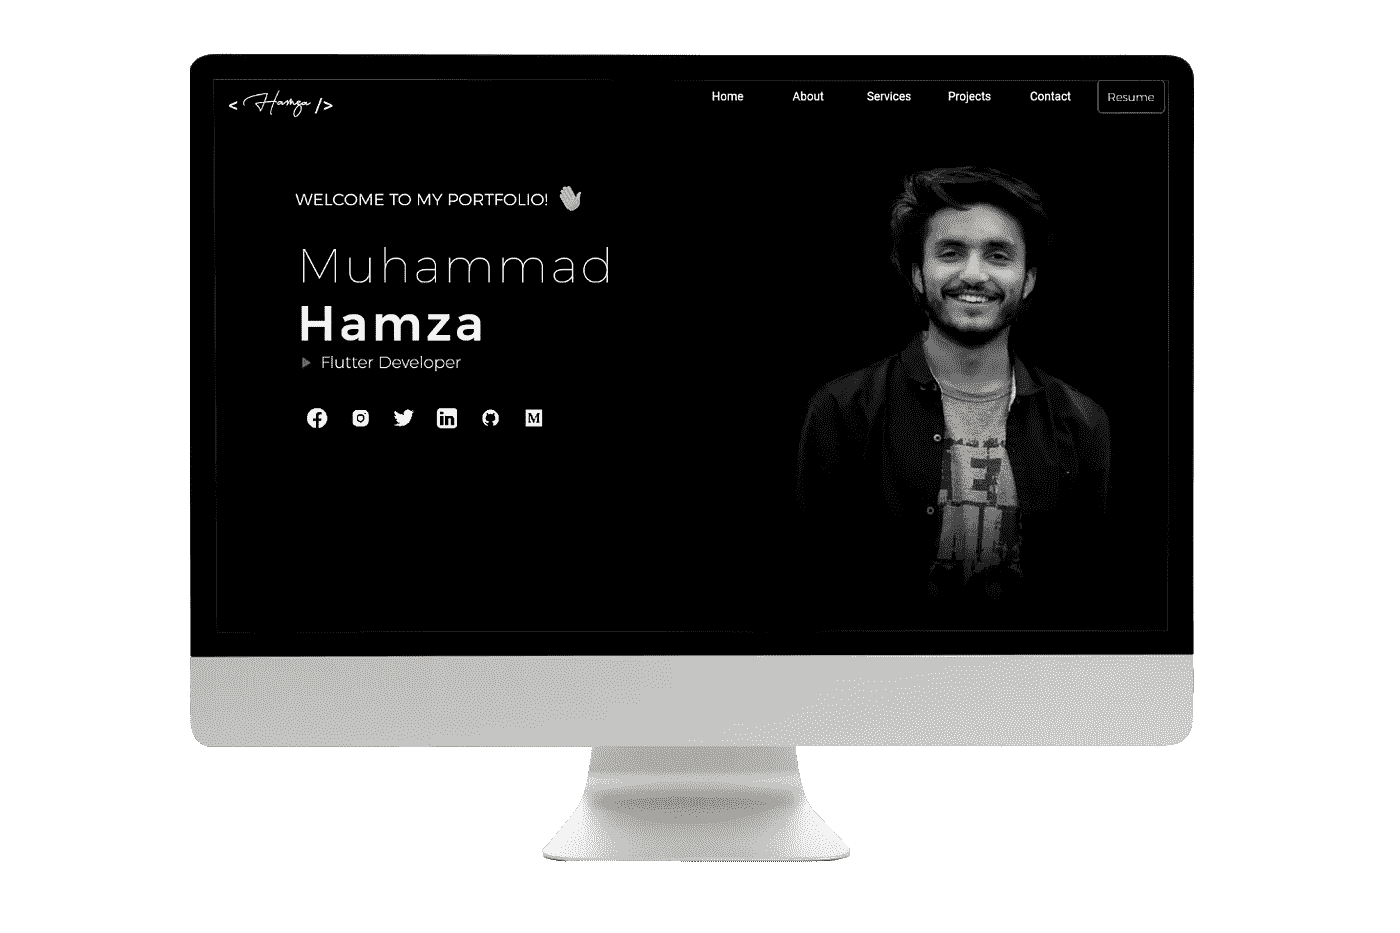 < Hamza />
Home About Services Projects Contact Resume
WELCOME TO MY PORTFOLIO!
Muhammad
Hamza
Flutter Developer
M